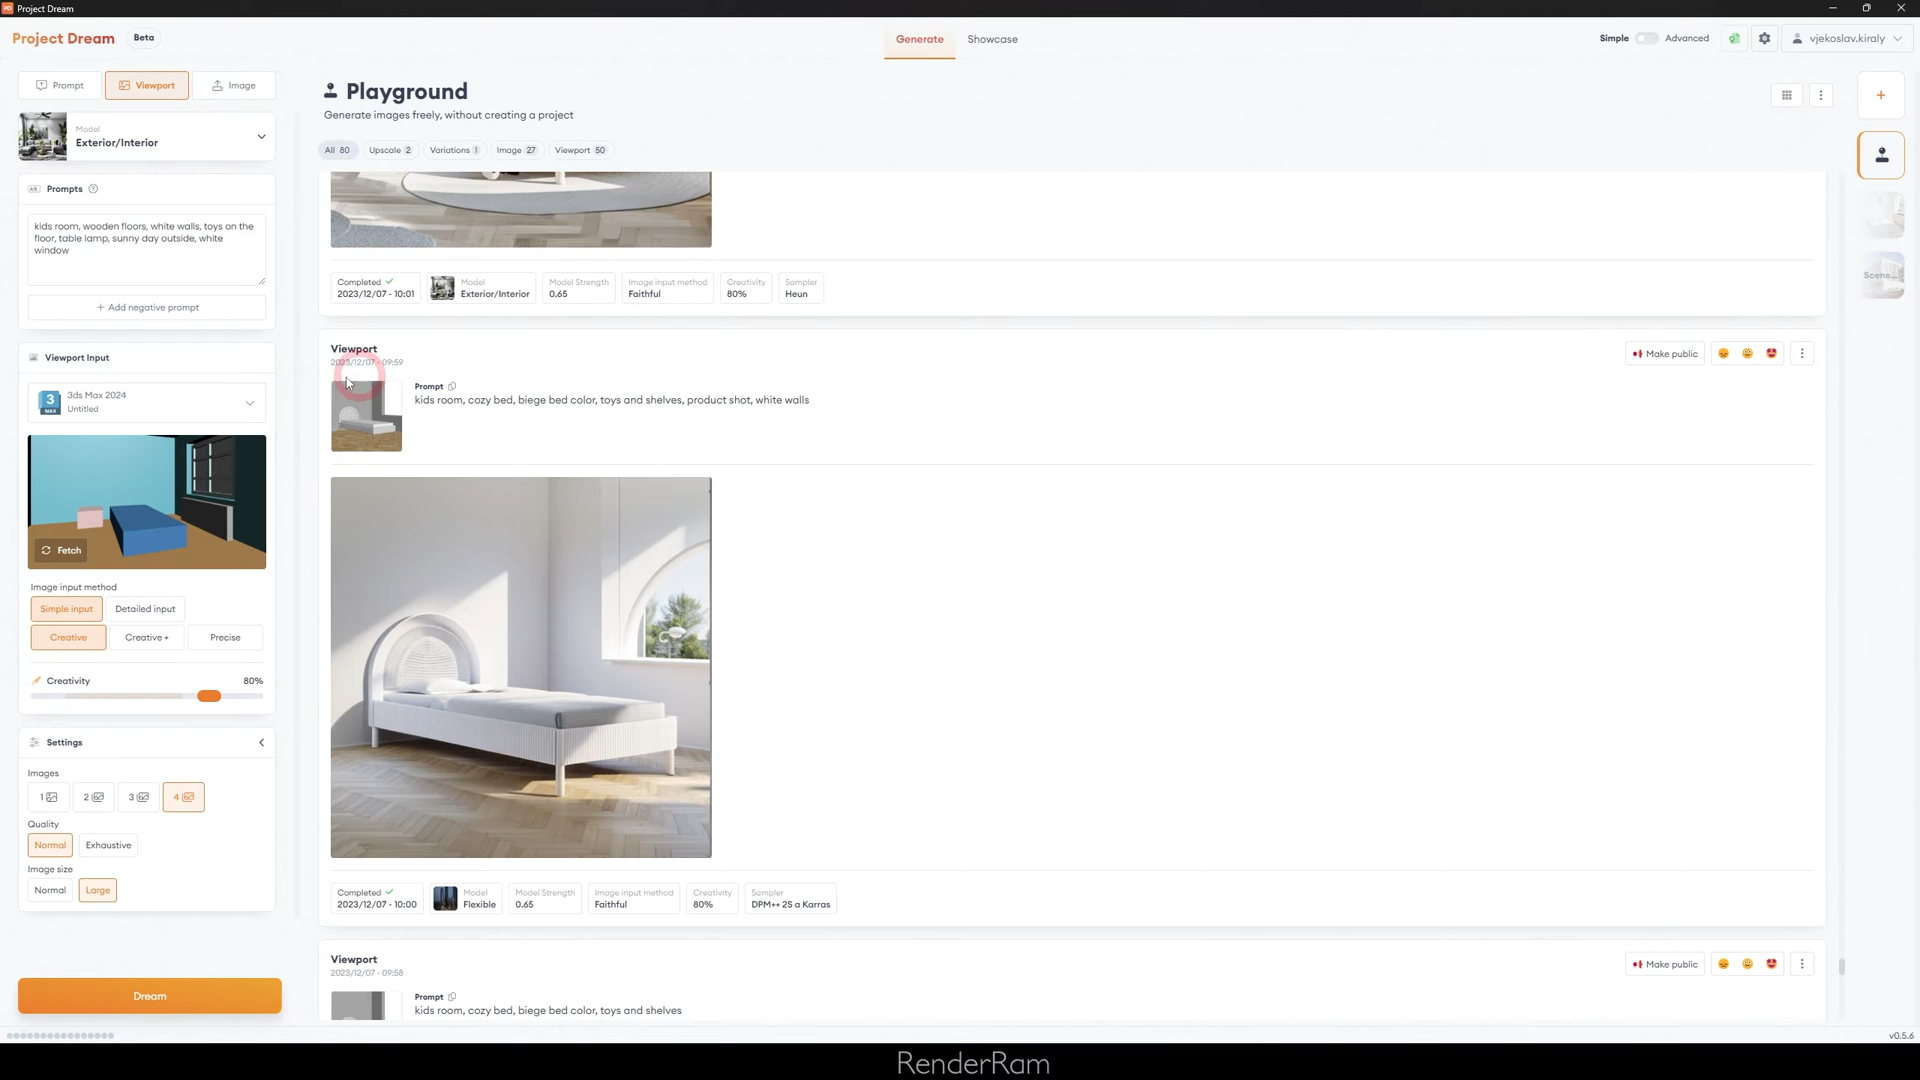 Project Dream
Project Dream Beta
Generate Showcase
Simple Advanced vjekoslav.kiraly
Prompt Viewport Image
Model
Exterior/Interior
Prompts
kids room, wooden floors, white walls, toys on the
floor, table lamp, sunny day outside, white
window
+ Add negative prompt
Viewport Input
3ds Max 2024
Untitled
Fetch
Image input method
Simple input Detailed input
Creative Creative + Precise
Creativity 80%
Settings
Images
1 2 3 4
Quality
Normal Exhaustive
Image size
Normal Large
Dream
Playground
Generate images freely, without creating a project
All 80 Upscale 2 Variations 1 Image 27 Viewport 50
Completed Model Model Strength Image input method Creativity Sampler
2023/12/07 - 10:01 Exterior/Interior 0.65 Faithful 80% Heun
Viewport
2023/12/07 - 09:59
Make public
Prompt
kids room, cozy bed, biege bed color, toys and shelves, product shot, white walls
Completed Model Model Strength Image input method Creativity Sampler
2023/12/07 - 10:00 Flexible 0.65 Faithful 80% DPM++ 2S a Karras
Viewport
2023/12/07 - 09:58
Make public
Prompt
kids room, cozy bed, biege bed color, toys and shelves
+
Scene...
v0.5.6
RenderRam